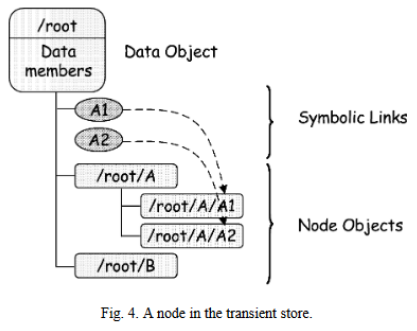 /root
Data members
Data Object
A1
A2
Symbolic Links
/root/A
/root/A/A1
/root/A/A2
Node Objects
/root/B
Fig. 4. A node in the transient store.